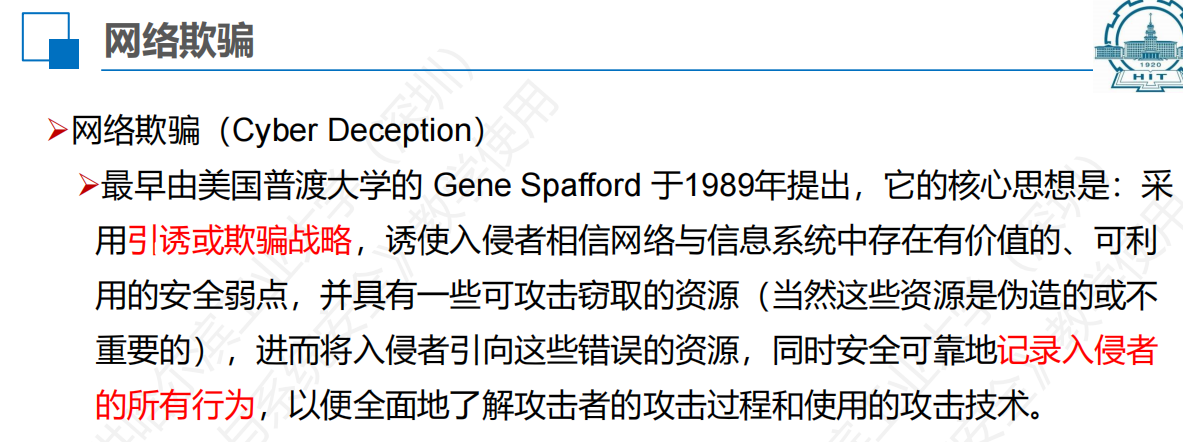 网络欺骗
1920
HIT
网络欺骗（Cyber Deception）
最早由美国普渡大学的 Gene Spafford 于1989年提出，它的核心思想是：采
用引诱或欺骗战略，诱使入侵者相信网络与信息系统中存在有价值的、可利
用的安全弱点，并具有一些可攻击窃取的资源（当然这些资源是伪造的或不
重要的），进而将入侵者引向这些错误的资源，同时安全可靠地记录入侵者
的所有行为，以便全面地了解攻击者的攻击过程和使用的攻击技术。